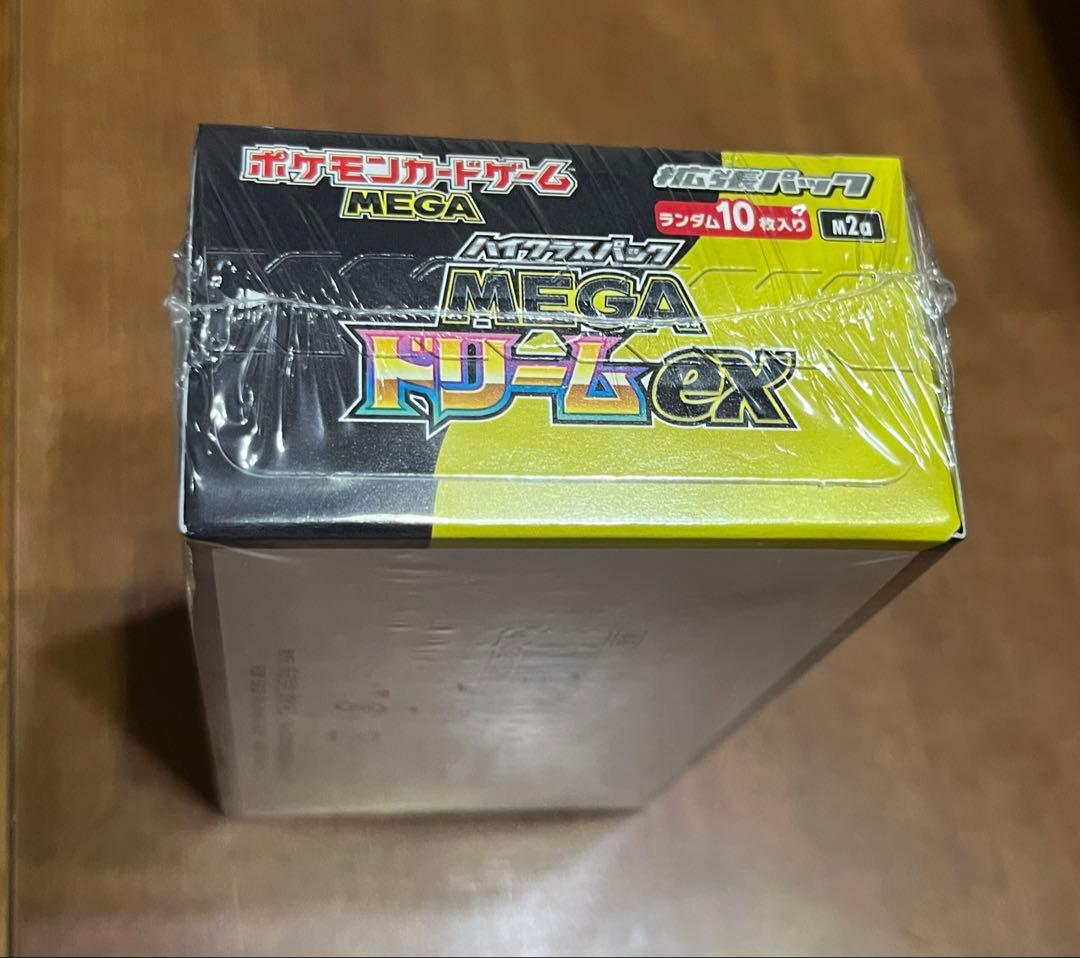 ポケモンカードゲーム
MEGA
拡張パック
ランダム10枚入り
M2a
ハイクラスパック
MEGA
ドリームex